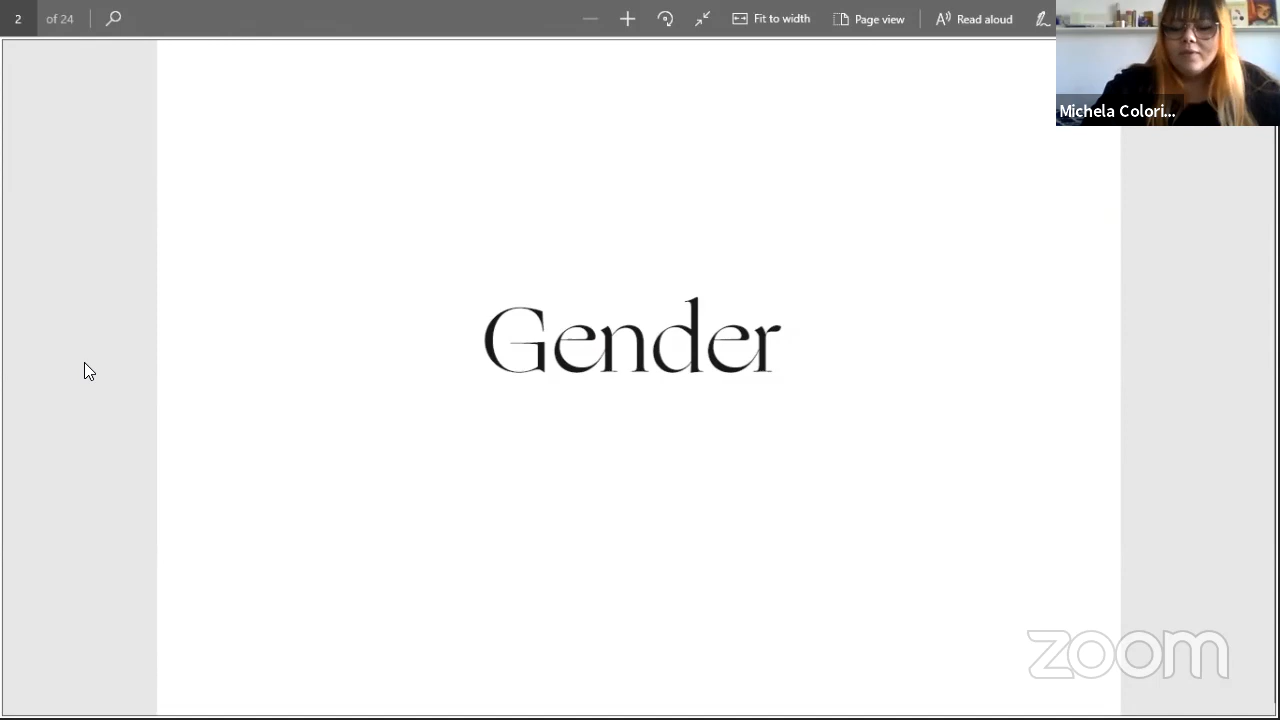 2 of 24
Fit to width
Page view
Read aloud
Michela Colori...
Gender
zoom